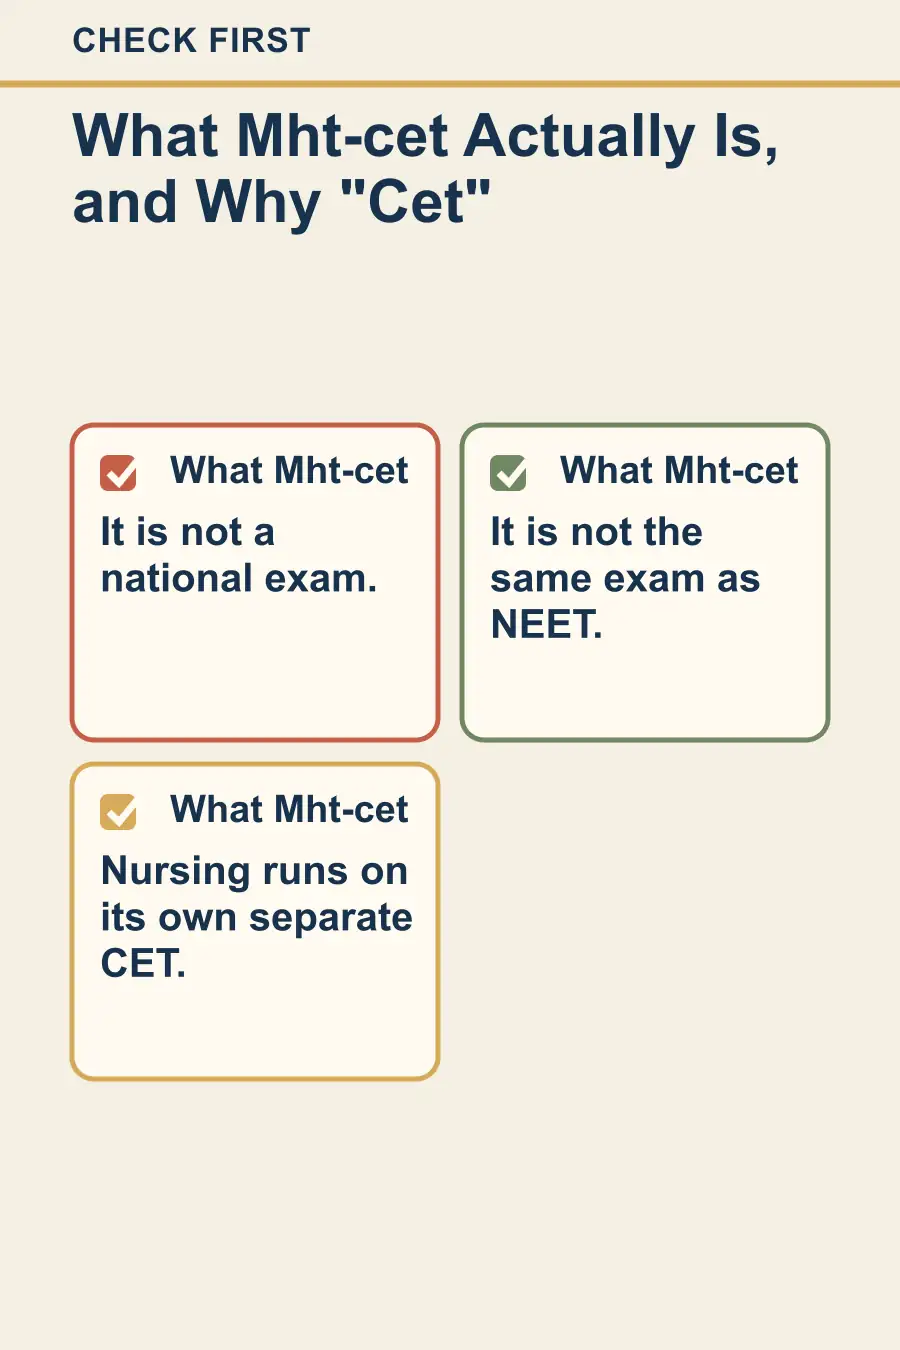 CHECK FIRST
What Mht-cet Actually Is,
and Why "Cet"
What Mht-cet
It is not a
national exam.
What Mht-cet
It is not the
same exam as
NEET.
What Mht-cet
Nursing runs on
its own separate
CET.